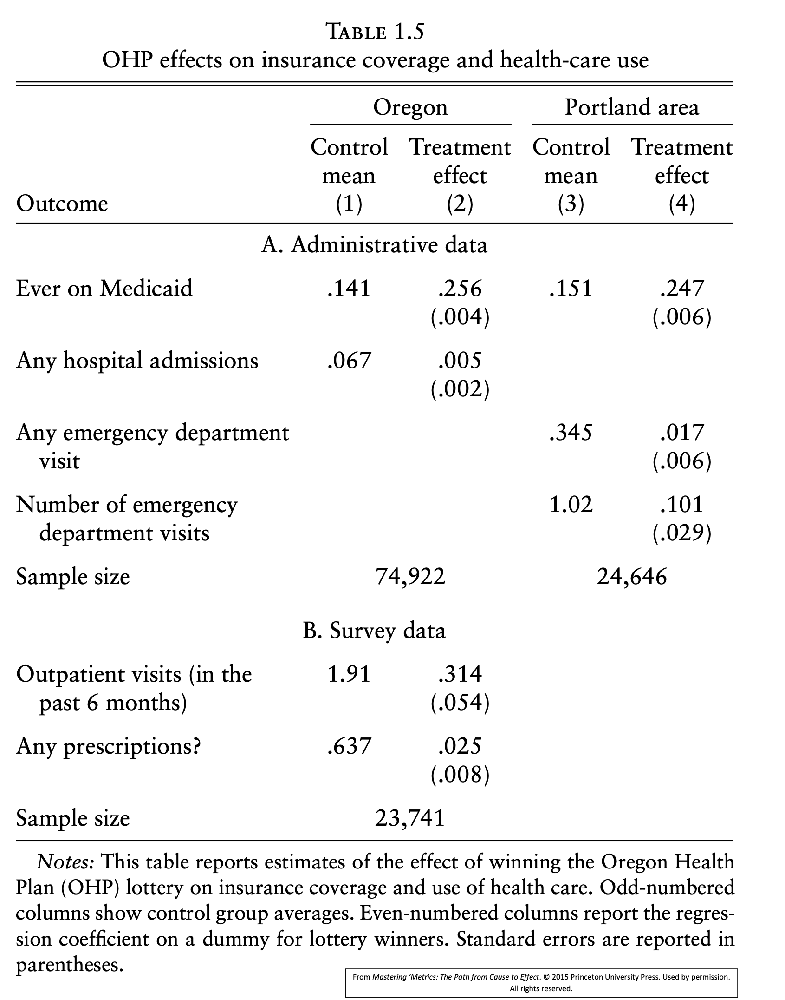 TABLE 1.5
OHP effects on insurance coverage and health-care use
Oregon Portland area
Control Treatment Control Treatment
mean effect mean effect
Outcome (1) (2) (3) (4)
A. Administrative data
Ever on Medicaid .141 .256 .151 .247
(.004) (.006)
Any hospital admissions .067 .005
(.002)
Any emergency department .345 .017
visit (.006)
Number of emergency 1.02 .101
department visits (.029)
Sample size 74,922 24,646
B. Survey data
Outpatient visits (in the 1.91 .314
past 6 months) (.054)
Any prescriptions? .637 .025
(.008)
Sample size 23,741
Notes: This table reports estimates of the effect of winning the Oregon Health
Plan (OHP) lottery on insurance coverage and use of health care. Odd-numbered
columns show control group averages. Even-numbered columns report the regres-
sion coefficient on a dummy for lottery winners. Standard errors are reported in
parentheses.
From Mastering ‘Metrics: The Path from Cause to Effect. © 2015 Princeton University Press. Used by permission.
All rights reserved.